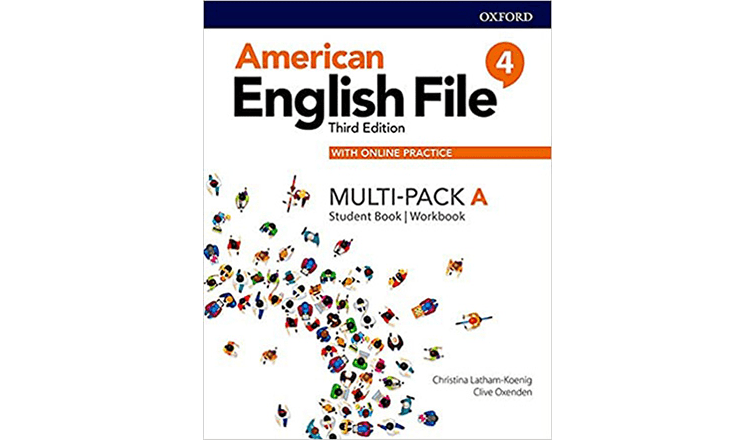 OXFORD
American
4
English File
Third Edition
WITH ONLINE PRACTICE
MULTI-PACK A
Student Book | Workbook
Christina Latham-Koenig
Clive Oxenden